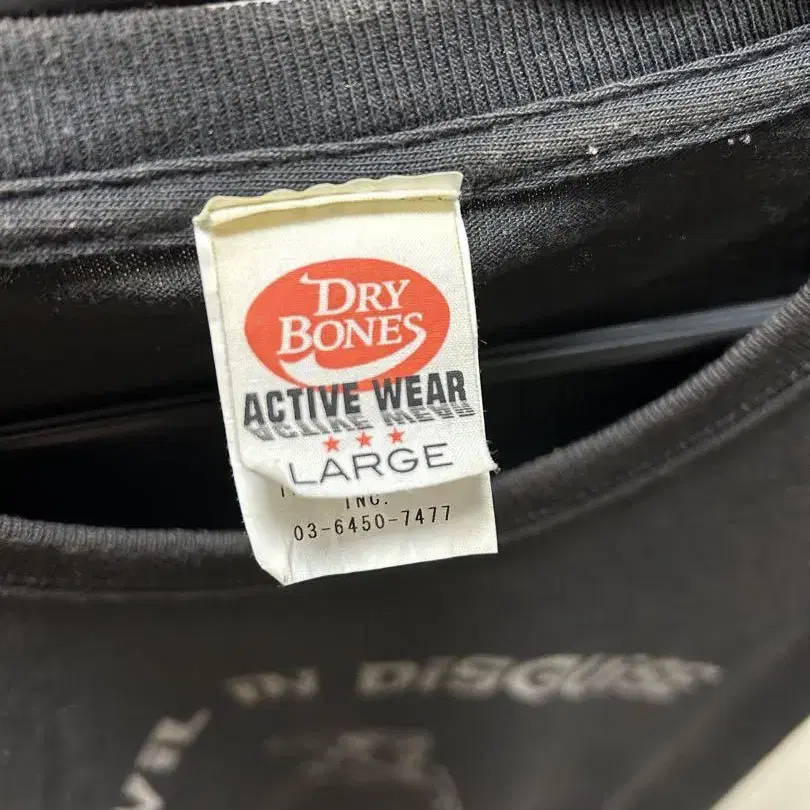 DRY
BONES
ACTIVE WEAR
LARGE
INC.
03-6450-7477
IN DISGUISE